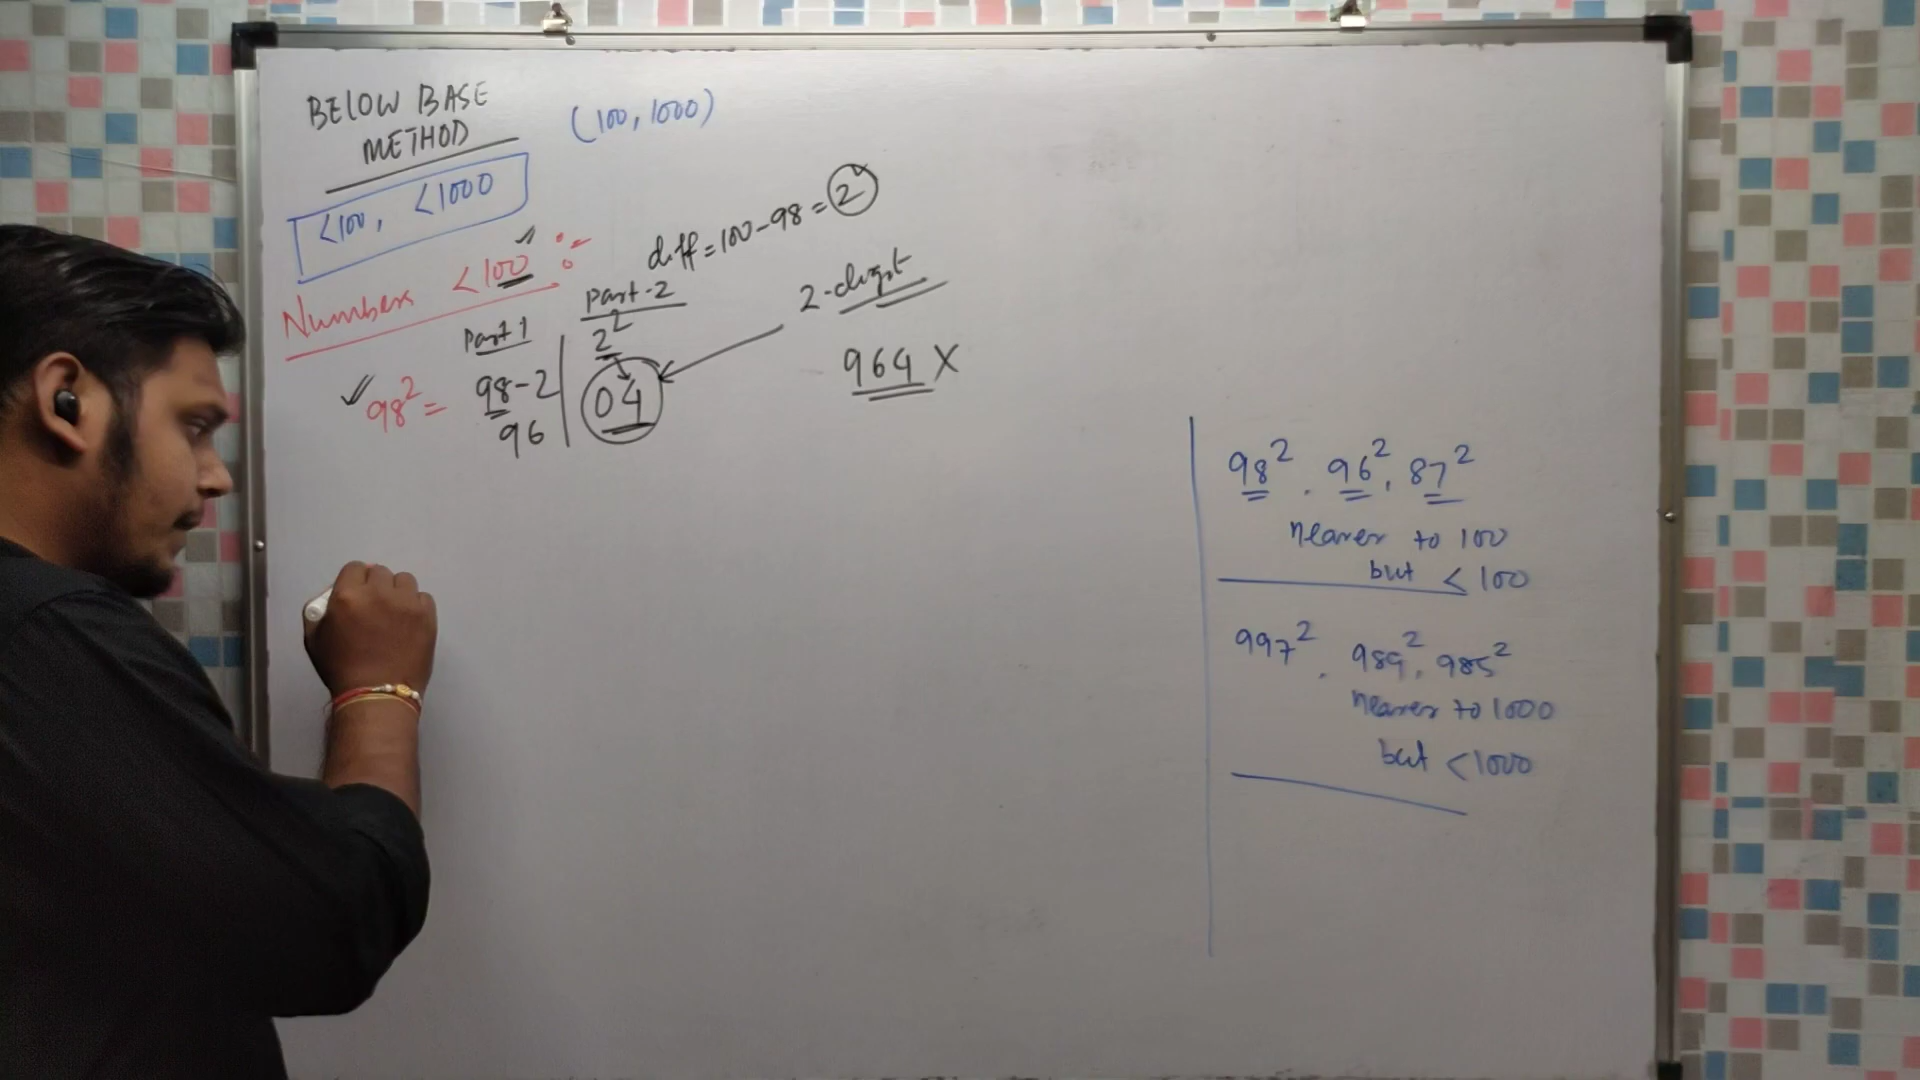 BELOW BASE
METHOD
(100, 1000)
<100, <1000
Numbers <100 :-
diff = 100-98 = 2
Part 1
Part-2
2-digit
98² =
98-2
2²
96
04
964 X
98², 96², 87²
nearer to 100
but < 100
997², 989², 985²
nearer to 1000
but <1000